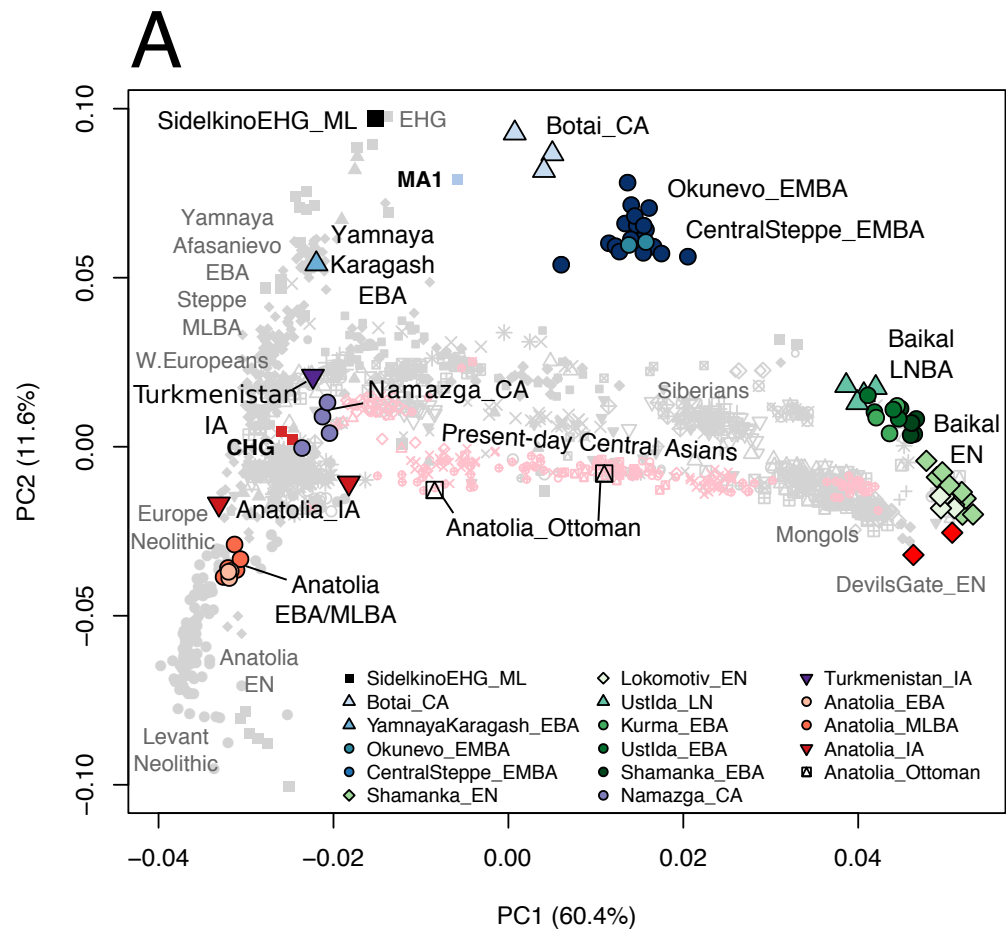 A
SidelkinoEHG_ML
EHG
Botai_CA
MA1
Okunevo_EMBA
CentralSteppe_EMBA
Yamnaya
Afasanievo
EBA
Yamnaya
Karagash
EBA
Steppe
MLBA
W.Europeans
Turkmenistan
IA
Namazga_CA
CHG
Siberians
Baikal
LNBA
Baikal
EN
Present-day Central Asians
Anatolia_IA
Anatolia_Ottoman
Europe
Neolithic
Mongols
DevilsGate_EN
Anatolia
EBA/MLBA
Anatolia
EN
Levant
Neolithic
SidelkinoEHG_ML
Botai_CA
YamnayaKaragash_EBA
Okunevo_EMBA
CentralSteppe_EMBA
Shamanka_EN
Lokomotiv_EN
UstIda_LN
Kurma_EBA
UstIda_EBA
Shamanka_EBA
Namazga_CA
Turkmenistan_IA
Anatolia_EBA
Anatolia_MLBA
Anatolia_IA
Anatolia_Ottoman
0.10
0.05
0.00
−0.05
−0.10
PC2 (11.6%)
−0.04
−0.02
0.00
0.02
0.04
PC1 (60.4%)